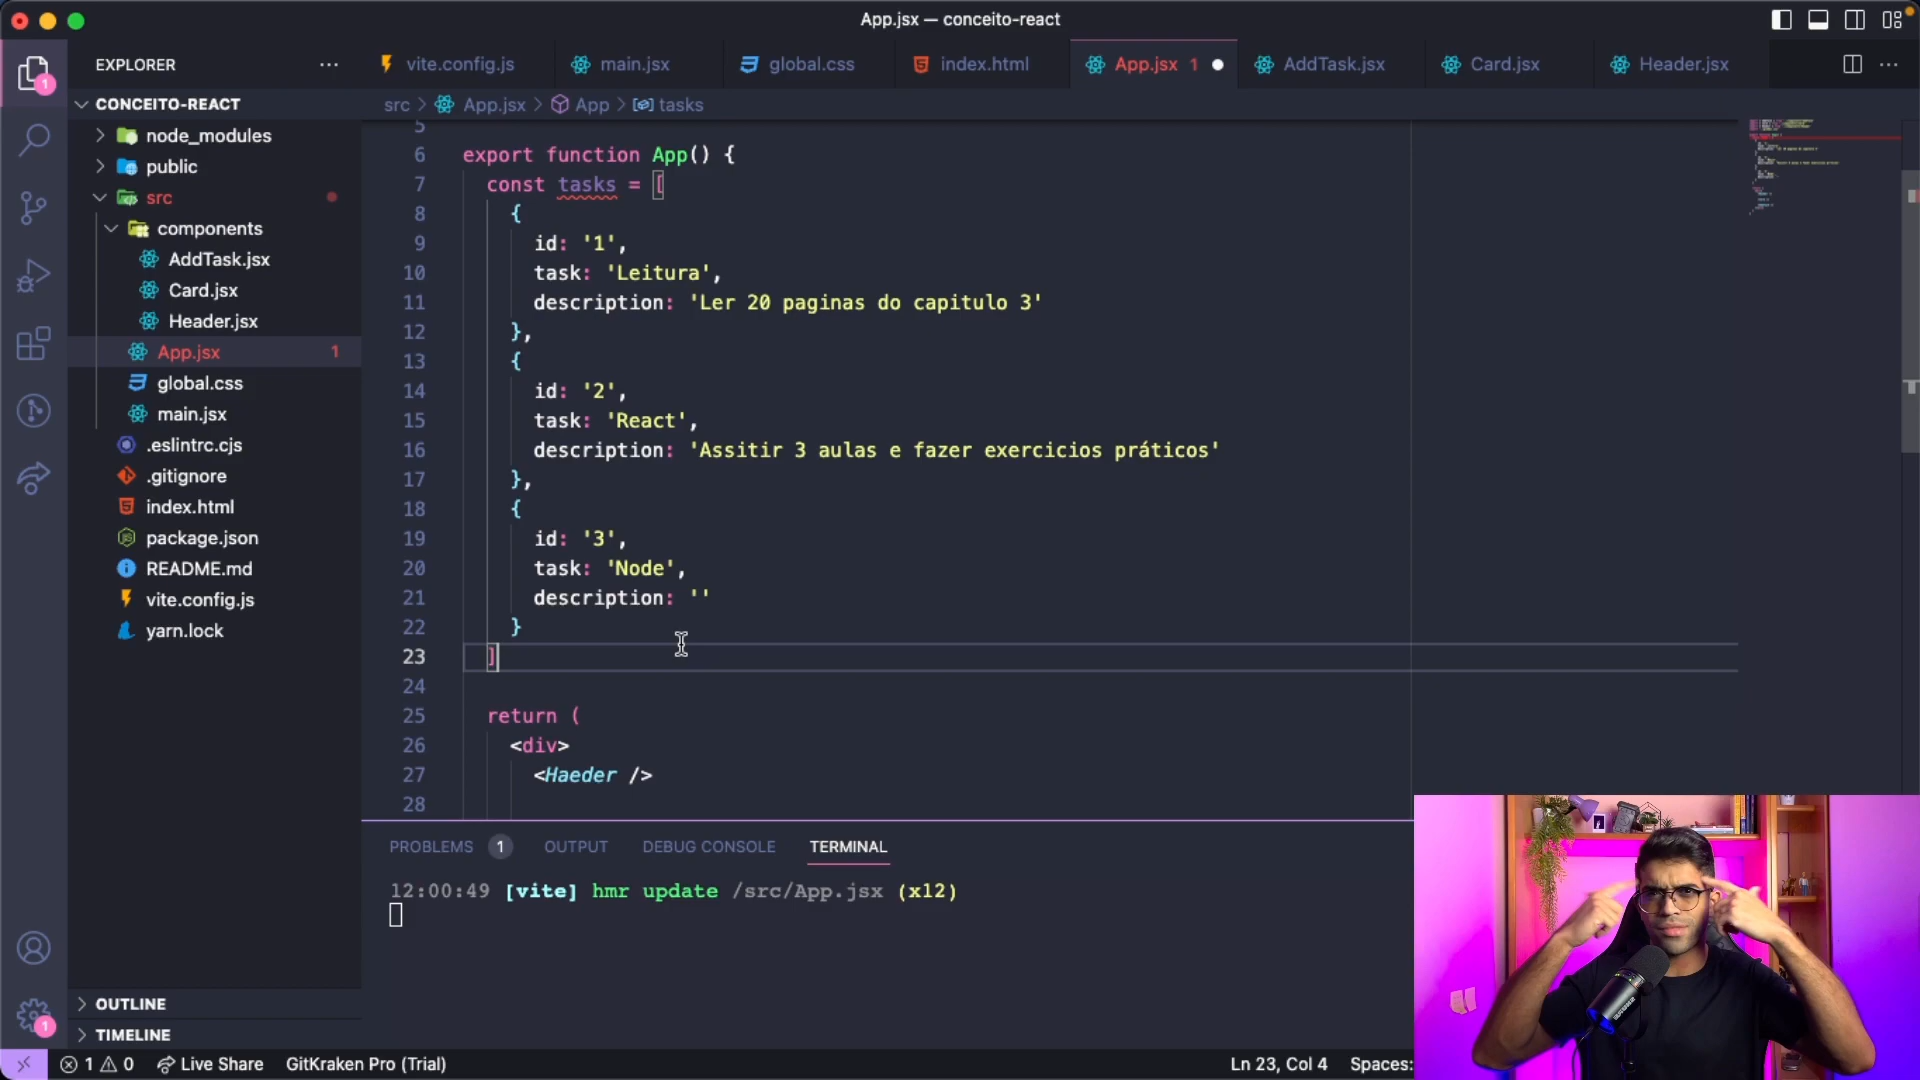 App.jsx — conceito-react
EXPLORER
vite.config.js
main.jsx
global.css
index.html
App.jsx 1
AddTask.jsx
Card.jsx
Header.jsx
1
CONCEITO-REACT
node_modules
public
src
components
AddTask.jsx
Card.jsx
Header.jsx
App.jsx 1
global.css
main.jsx
.eslintrc.cjs
.gitignore
index.html
package.json
README.md
vite.config.js
yarn.lock
OUTLINE
TIMELINE
1
src > App.jsx > App > tasks
5
6 export function App() {
7 const tasks = [
8 {
9 id: '1',
10 task: 'Leitura',
11 description: 'Ler 20 paginas do capitulo 3'
12 },
13 {
14 id: '2',
15 task: 'React',
16 description: 'Assitir 3 aulas e fazer exercicios práticos'
17 },
18 {
19 id: '3',
20 task: 'Node',
21 description: ''
22 }
23 ]
24
25 return (
26 <div>
27 <Haeder />
28
PROBLEMS 1 OUTPUT DEBUG CONSOLE TERMINAL
12:00:49 [vite] hmr update /src/App.jsx (x12)
1 0 Live Share GitKraken Pro (Trial) Ln 23, Col 4 Spaces: